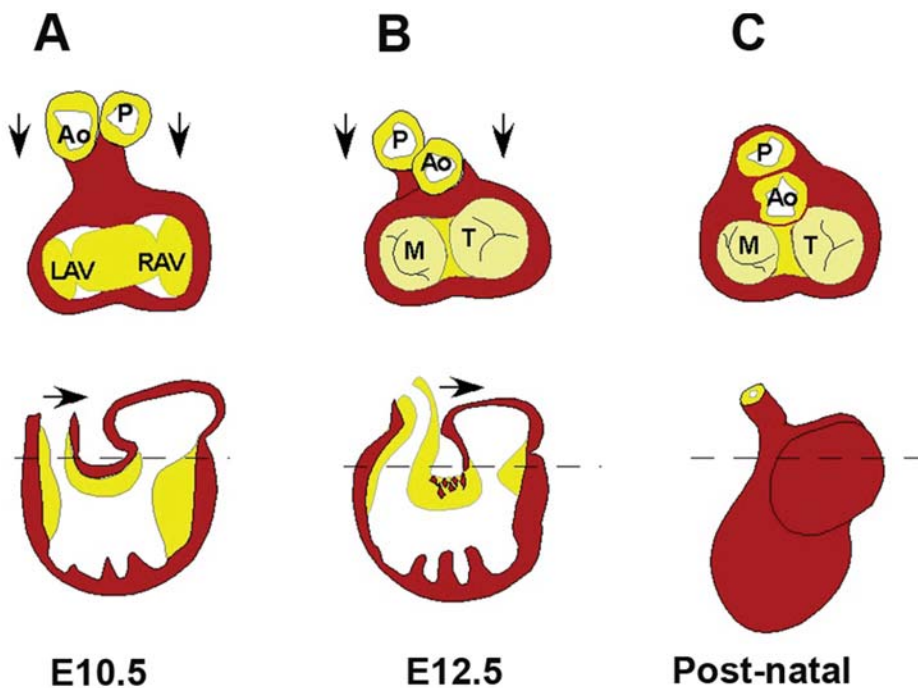 A B C
Ao P
P Ao
P
Ao
LAV RAV
M T
M T
E10.5 E12.5 Post-natal